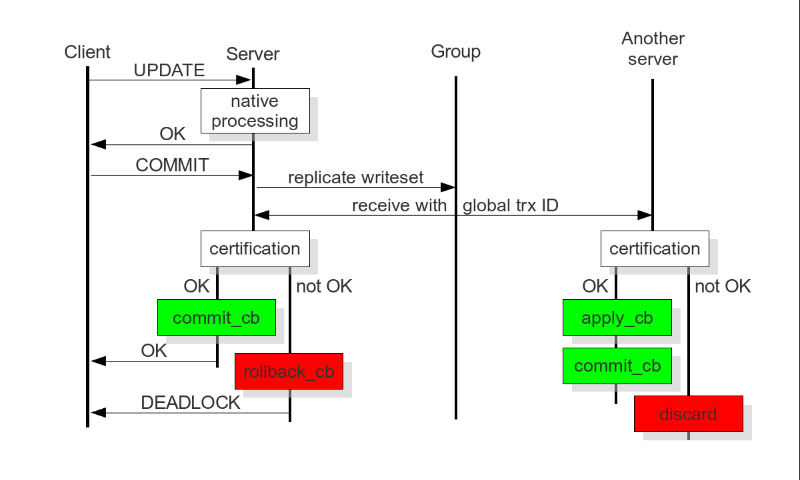 Client
Server
Group
Another
server
UPDATE
native
processing
OK
COMMIT
replicate writeset
receive with global trx ID
certification
certification
OK
not OK
OK
not OK
commit_cb
apply_cb
OK
rollback_cb
commit_cb
DEADLOCK
discard